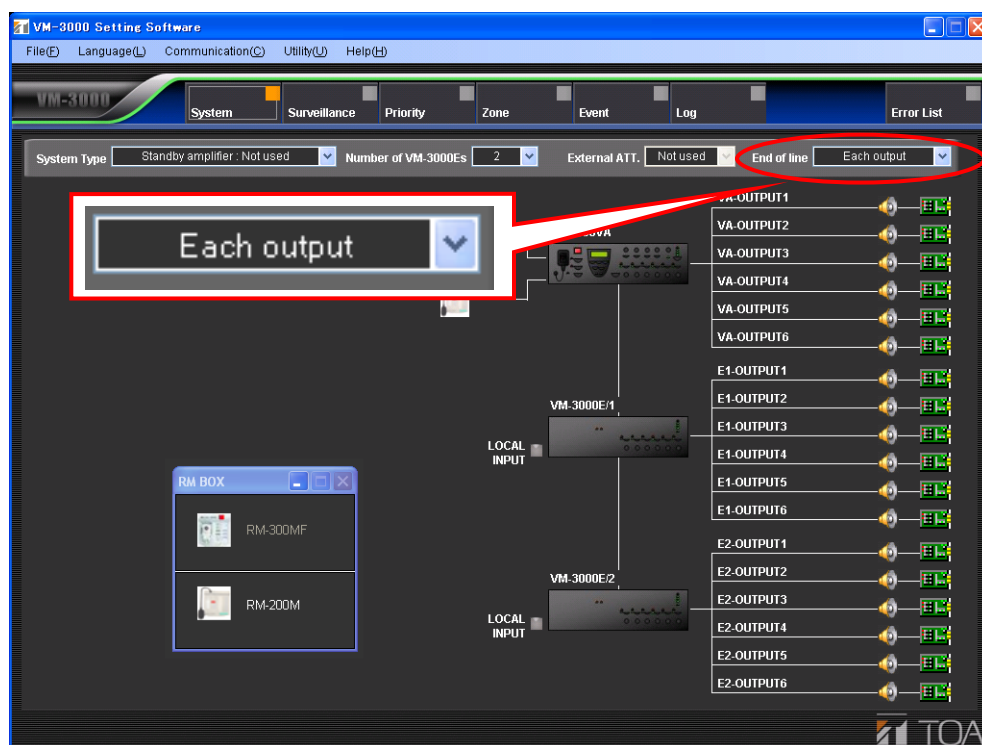 VM-3000 Setting Software
File(F) Language(L) Communication(C) Utility(U) Help(H)
VM-3000
System Surveillance Priority Zone Event Log Error List
System Type Standby amplifier : Not used Number of VM-3000Es 2 External ATT. Not used End of line Each output
Each output
VA-OUTPUT1
VA-OUTPUT2
VA-OUTPUT3
VA-OUTPUT4
VA-OUTPUT5
VA-OUTPUT6
E1-OUTPUT1
VM-3000E/1
E1-OUTPUT2
E1-OUTPUT3
LOCAL INPUT
E1-OUTPUT4
E1-OUTPUT5
E1-OUTPUT6
RM BOX
RM-300MF
RM-200M
E2-OUTPUT1
VM-3000E/2
E2-OUTPUT2
E2-OUTPUT3
LOCAL INPUT
E2-OUTPUT4
E2-OUTPUT5
E2-OUTPUT6
TOA